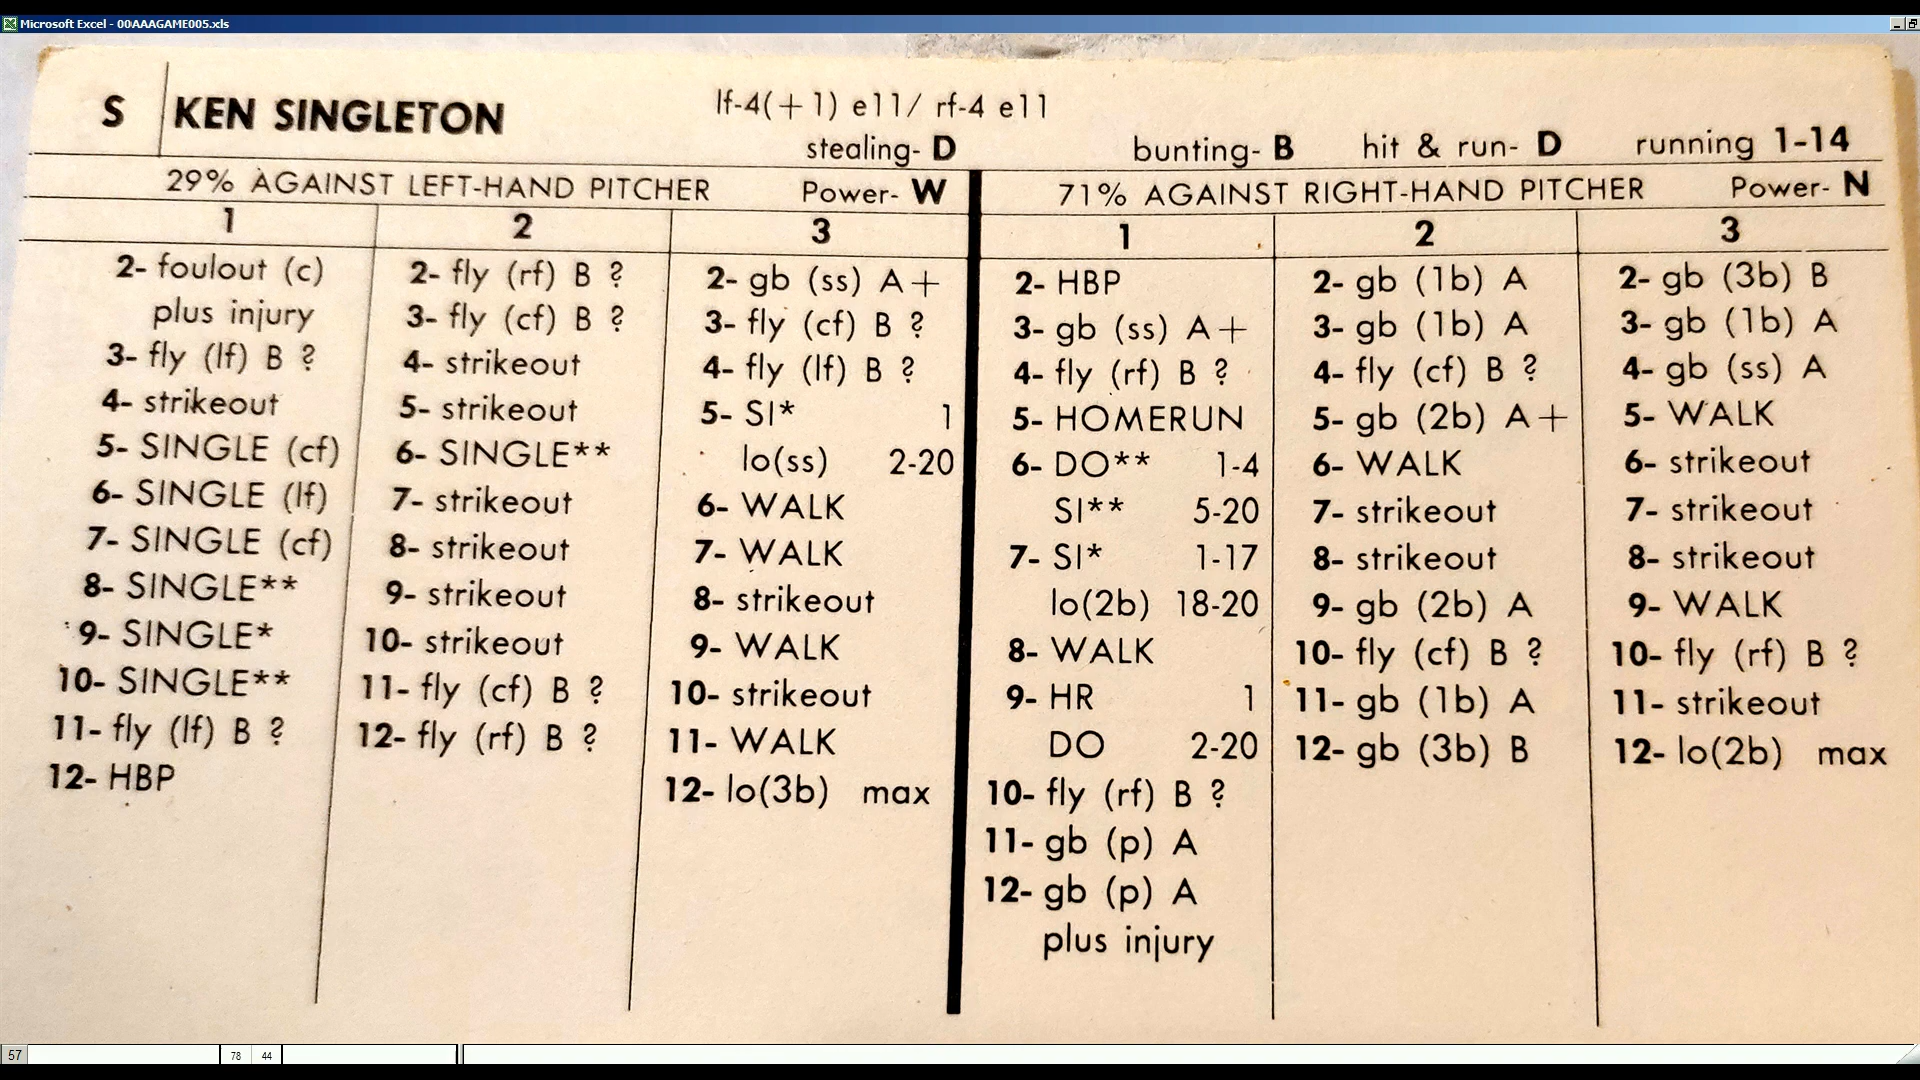 Microsoft Excel - 00AAAGAME005.xls
S KEN SINGLETON lf-4(+1) e11/ rf-4 e11
stealing- D bunting- B hit & run- D running 1-14
29% AGAINST LEFT-HAND PITCHER Power- W
1
2- foulout (c)
plus injury
3- fly (lf) B ?
4- strikeout
5- SINGLE (cf)
6- SINGLE (lf)
7- SINGLE (cf)
8- SINGLE**
9- SINGLE*
10- SINGLE**
11- fly (lf) B ?
12- HBP
2
2- fly (rf) B ?
3- fly (cf) B ?
4- strikeout
5- strikeout
6- SINGLE**
7- strikeout
8- strikeout
9- strikeout
10- strikeout
11- fly (cf) B ?
12- fly (rf) B ?
3
2- gb (ss) A+
3- fly (cf) B ?
4- fly (lf) B ?
5- SI* 1
lo(ss) 2-20
6- WALK
7- WALK
8- strikeout
9- WALK
10- strikeout
11- WALK
12- lo(3b) max
71% AGAINST RIGHT-HAND PITCHER Power- N
1
2- HBP
3- gb (ss) A+
4- fly (rf) B ?
5- HOMERUN
6- DO** 1-4
SI** 5-20
7- SI* 1-17
lo(2b) 18-20
8- WALK
9- HR 1
DO 2-20
10- fly (rf) B ?
11- gb (p) A
12- gb (p) A
plus injury
2
2- gb (1b) A
3- gb (1b) A
4- fly (cf) B ?
5- gb (2b) A+
6- WALK
7- strikeout
8- strikeout
9- gb (2b) A
10- fly (cf) B ?
11- gb (1b) A
12- gb (3b) B
3
2- gb (3b) B
3- gb (1b) A
4- gb (ss) A
5- WALK
6- strikeout
7- strikeout
8- strikeout
9- WALK
10- fly (rf) B ?
11- strikeout
12- lo(2b) max
57 78 44